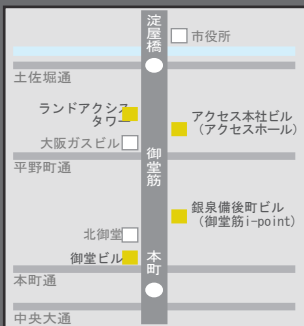 淀屋橋
市役所
土佐堀通
ランドアクシス
タワー
アクセス本社ビル
(アクセスホール)
大阪ガスビル
御堂筋
平野町通
銀泉備後町ビル
(御堂筋i-point)
北御堂
御堂ビル
本町
本町通
中央大通